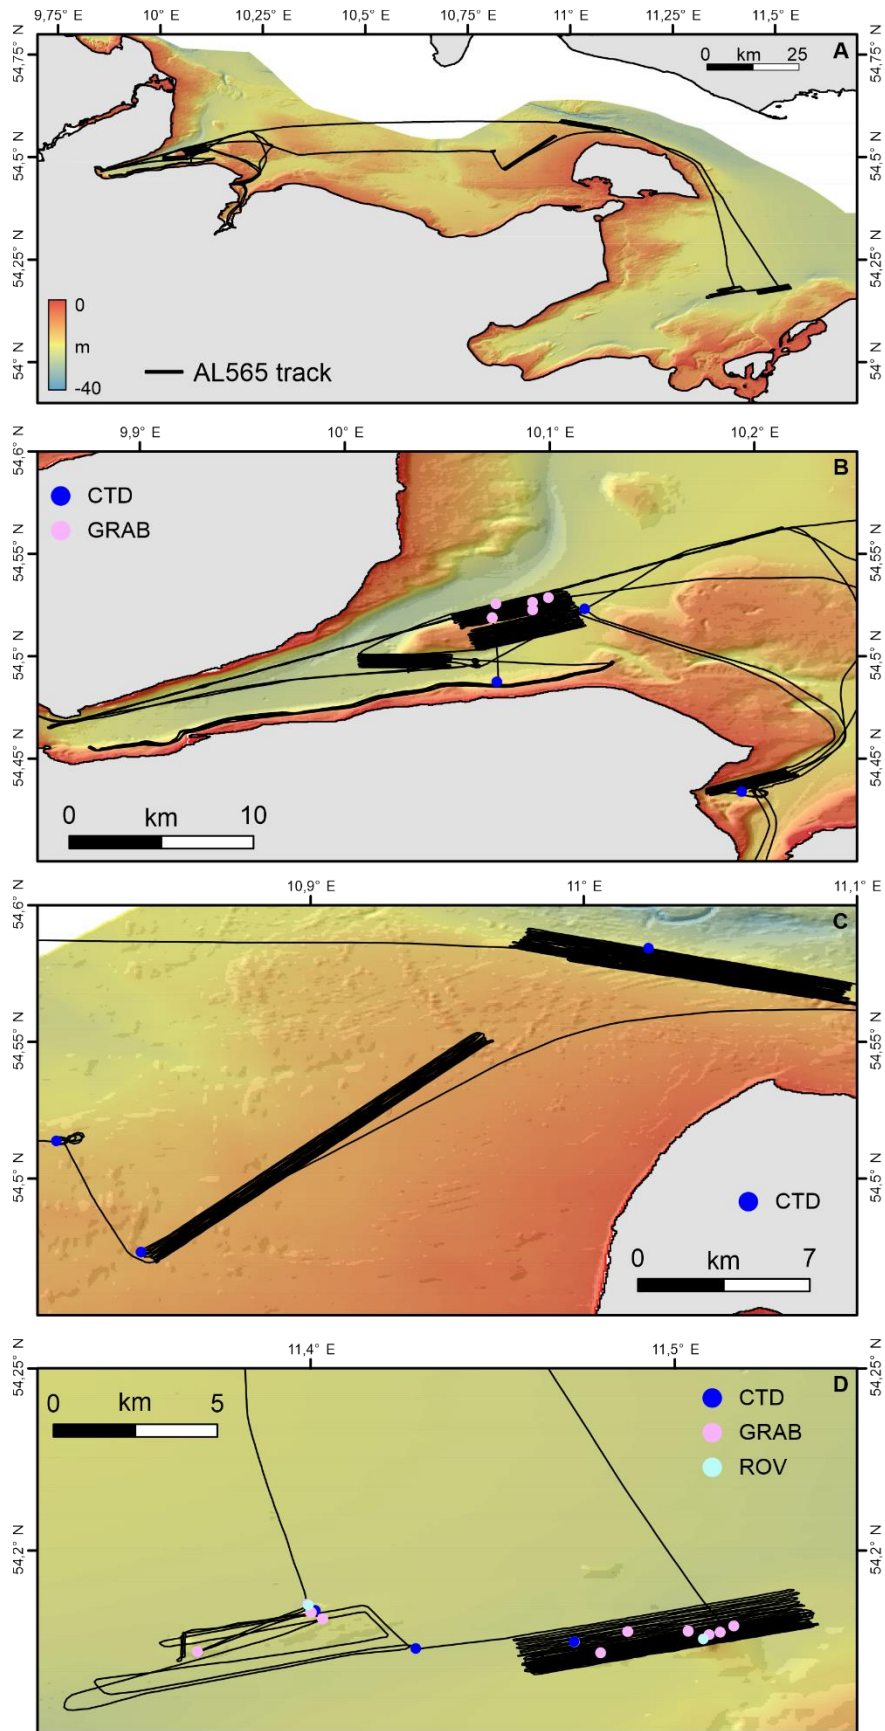 9,75° E 10° E 10,25° E 10,5° E 10,75° E 11° E 11,25° E 11,5° E
A
0 km 25
54,75° N 54,75° N
54,5° N 54,5° N
54,25° N 54,25° N
54° N 54° N
0
m
-40
AL565 track
9,9° E 10° E 10,1° E 10,2° E
B
54,6° N 54,6° N
CTD
GRAB
54,55° N 54,55° N
54,5° N 54,5° N
54,45° N 54,45° N
0 km 10
10,9° E 11° E 11,1° E
C
54,6° N 54,6° N
54,55° N 54,55° N
54,5° N 54,5° N
CTD
0 km 7
11,4° E 11,5° E
D
54,25° N 54,25° N
0 km 5
CTD
GRAB
ROV
54,2° N 54,2° N